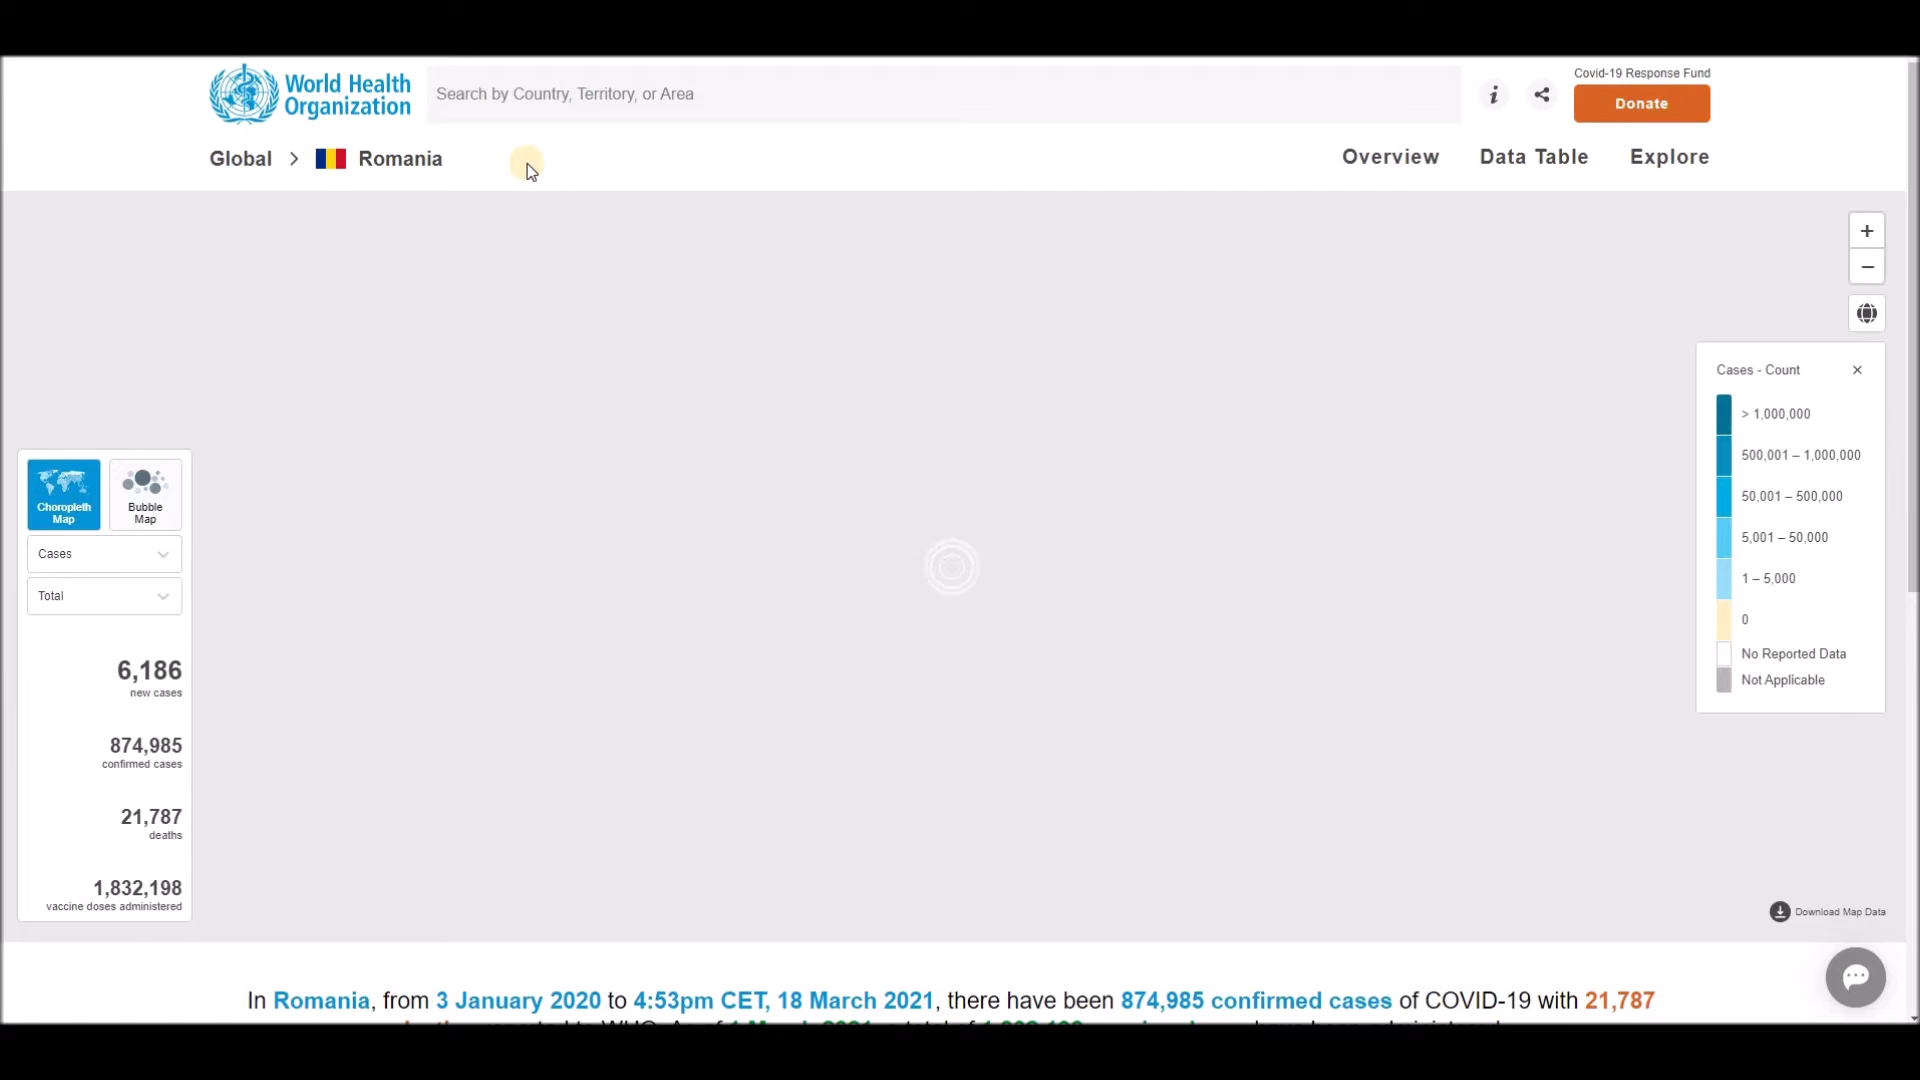 World Health
Organization
Search by Country, Territory, or Area
i
Covid-19 Response Fund
Donate
Global > Romania
Overview
Data Table
Explore
+
−
Cases - Count
×
> 1,000,000
500,001 – 1,000,000
50,001 – 500,000
5,001 – 50,000
1 – 5,000
0
No Reported Data
Not Applicable
Choropleth
Map
Bubble
Map
Cases
Total
6,186
new cases
874,985
confirmed cases
21,787
deaths
1,832,198
vaccine doses administered
Download Map Data
In Romania, from 3 January 2020 to 4:53pm CET, 18 March 2021, there have been 874,985 confirmed cases of COVID-19 with 21,787